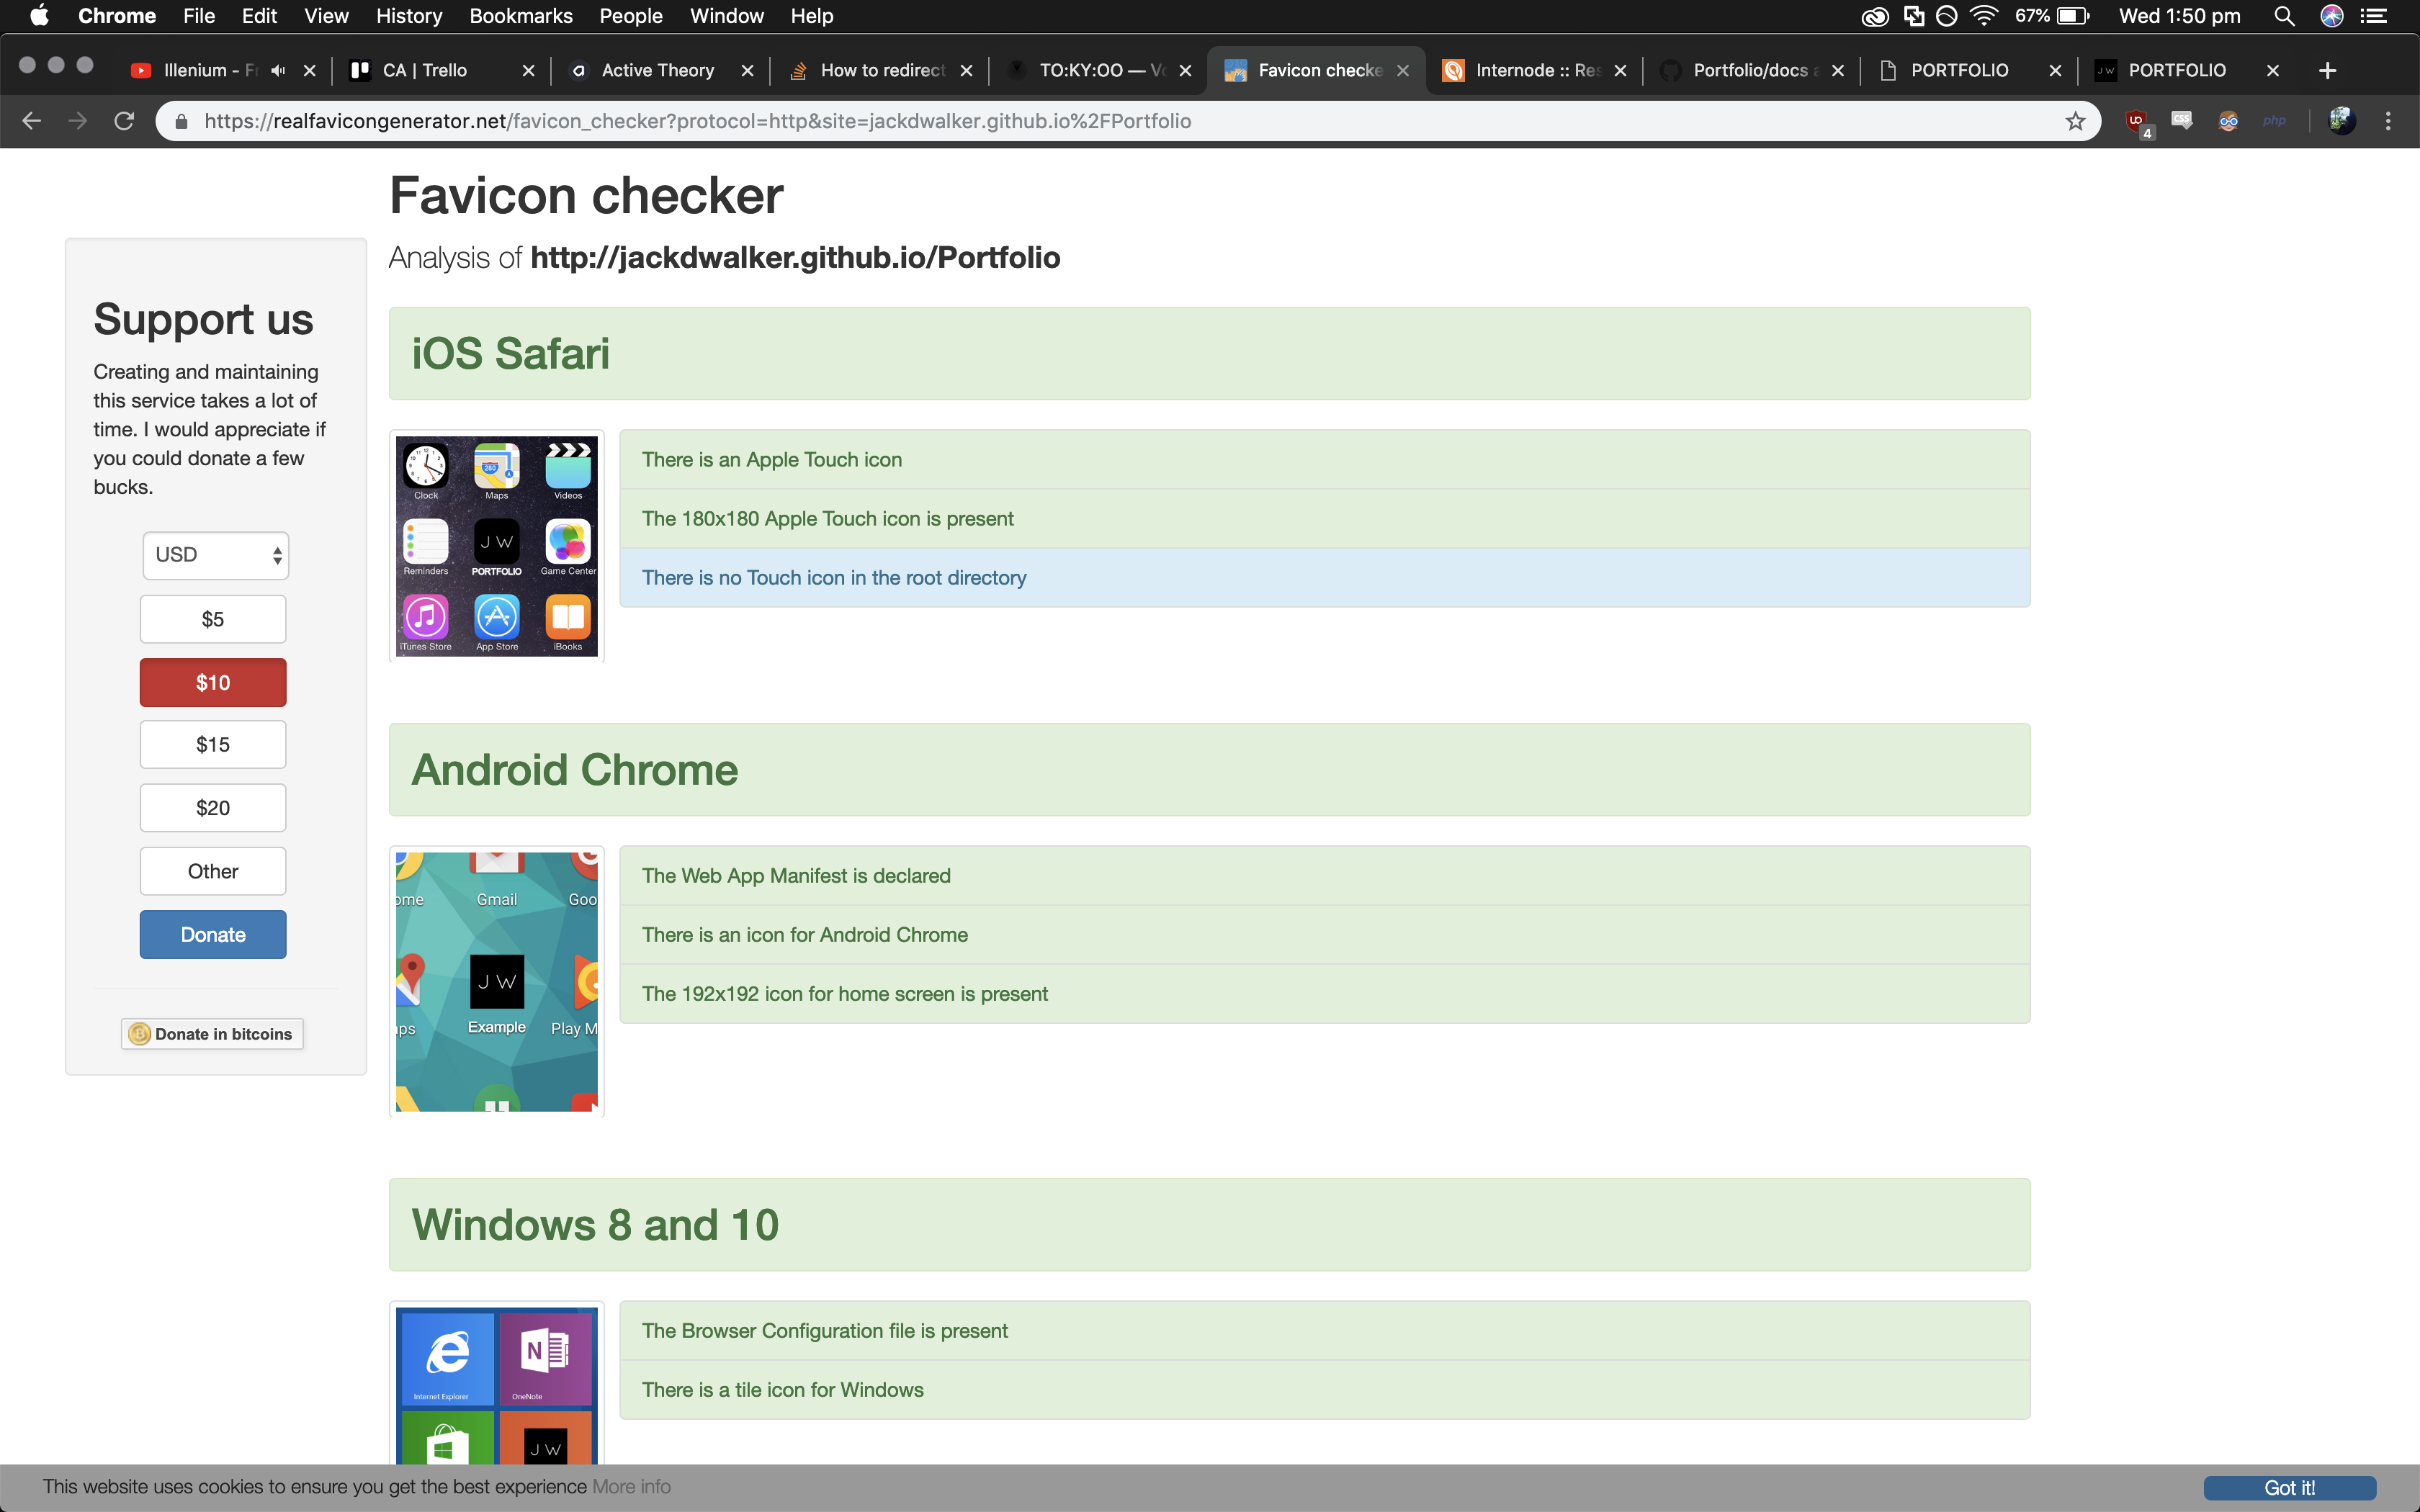 Chrome File Edit View History Bookmarks People Window Help 67% Wed 1:50 pm
Illenium - Fr CA | Trello Active Theory How to redirect TO:KY:OO — Vo Favicon checke Internode :: Res Portfolio/docs a PORTFOLIO JW PORTFOLIO
https://realfavicongenerator.net/favicon_checker?protocol=http&site=jackdwalker.github.io%2FPortfolio 4 CSS php
Favicon checker
Analysis of http://jackdwalker.github.io/Portfolio
Support us
Creating and maintaining
this service takes a lot of
time. I would appreciate if
you could donate a few
bucks.
USD
$5
$10
$15
$20
Other
Donate
Donate in bitcoins
iOS Safari
Clock Maps Videos
280
J W
Reminders PORTFOLIO Game Center
iTunes Store App Store iBooks
There is an Apple Touch icon
The 180x180 Apple Touch icon is present
There is no Touch icon in the root directory
Android Chrome
ome Gmail Goo
J W
aps Example Play M
The Web App Manifest is declared
There is an icon for Android Chrome
The 192x192 icon for home screen is present
Windows 8 and 10
N
Internet Explorer OneNote
J W
The Browser Configuration file is present
There is a tile icon for Windows
This website uses cookies to ensure you get the best experience More info
Got it!